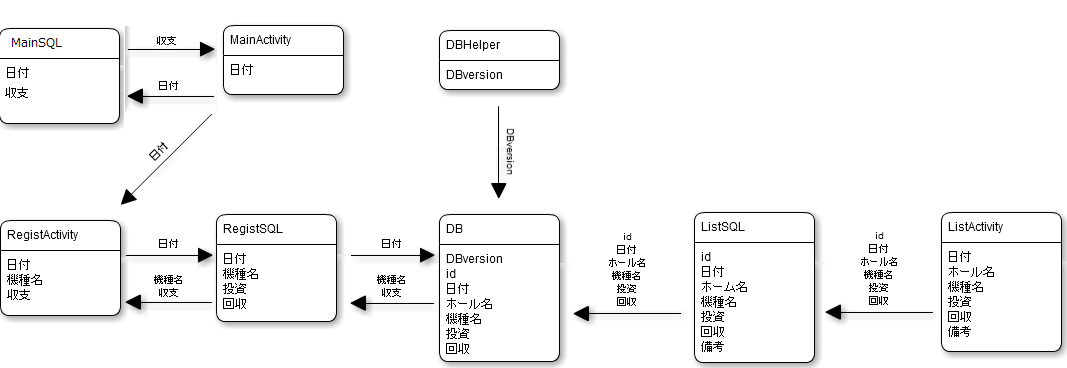 MainSQL
日付
収支
収支
日付
MainActivity
日付
DBHelper
DBversion
日付
DBversion
RegistActivity
日付
機種名
収支
日付
機種名
収支
RegistSQL
日付
機種名
投資
回収
日付
機種名
収支
DB
DBversion
id
日付
ホール名
機種名
投資
回収
id
日付
ホール名
機種名
投資
回収
ListSQL
id
日付
ホーム名
機種名
投資
回収
備考
id
日付
ホール名
機種名
投資
回収
ListActivity
日付
ホール名
機種名
投資
回収
備考